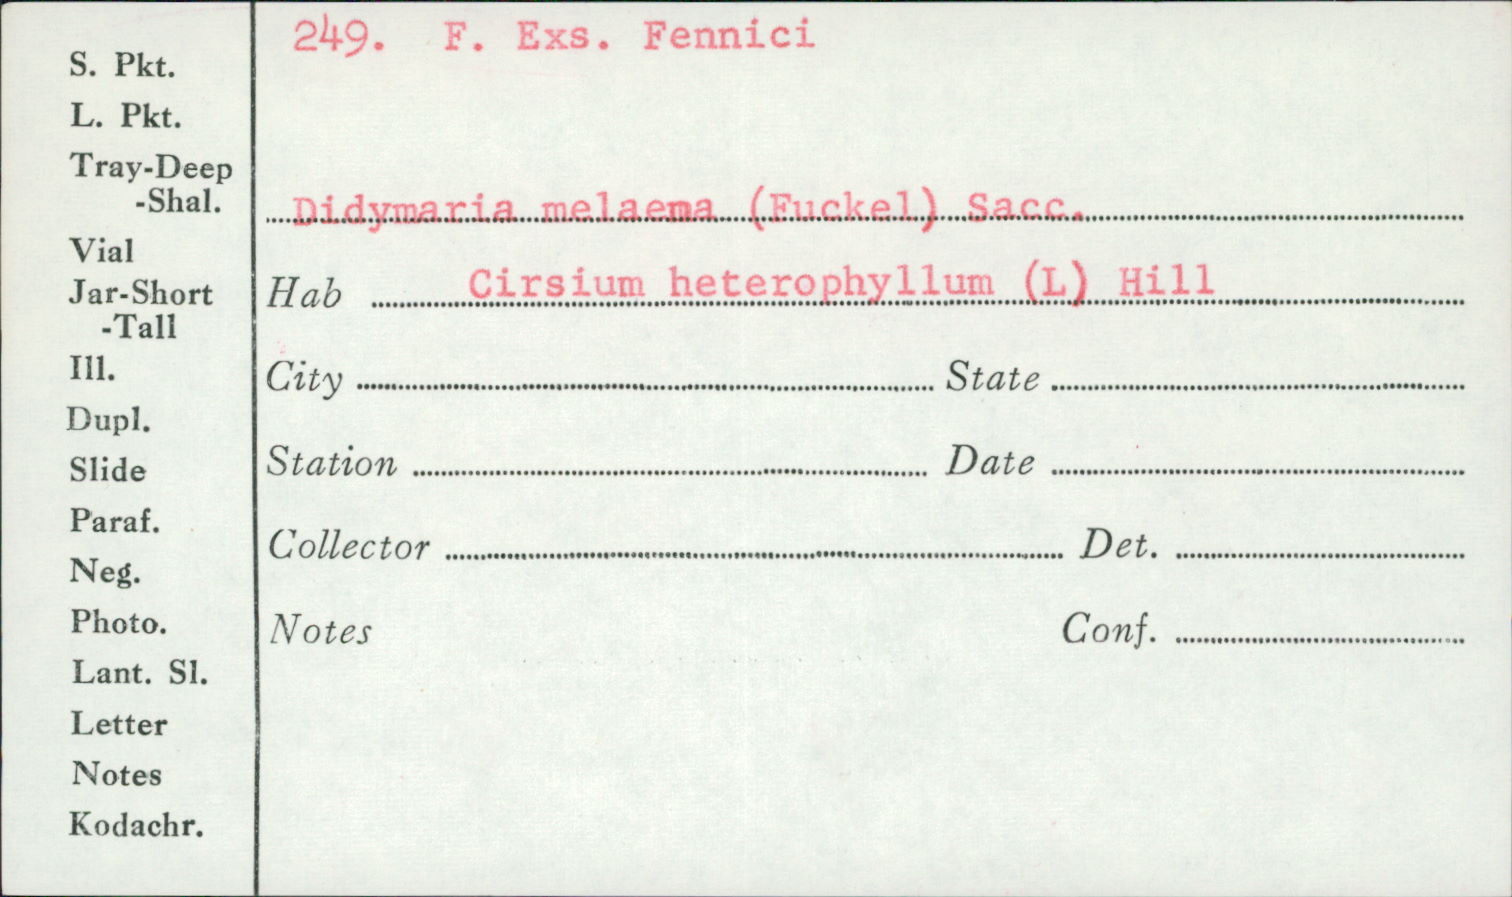 249. F. Exs. Fennici
S. Pkt.
L. Pkt.
Tray-Deep
-Shal.
Didymaria melaema (Fuckel) Sacc.
Vial
Jar-Short
-Tall
Hab Cirsium heterophyllum (L) Hill
Ill.
City State
Dupl.
Slide
Station Date
Paraf.
Collector Det.
Neg.
Photo.
Notes Conf.
Lant. Sl.
Letter
Notes
Kodachr.